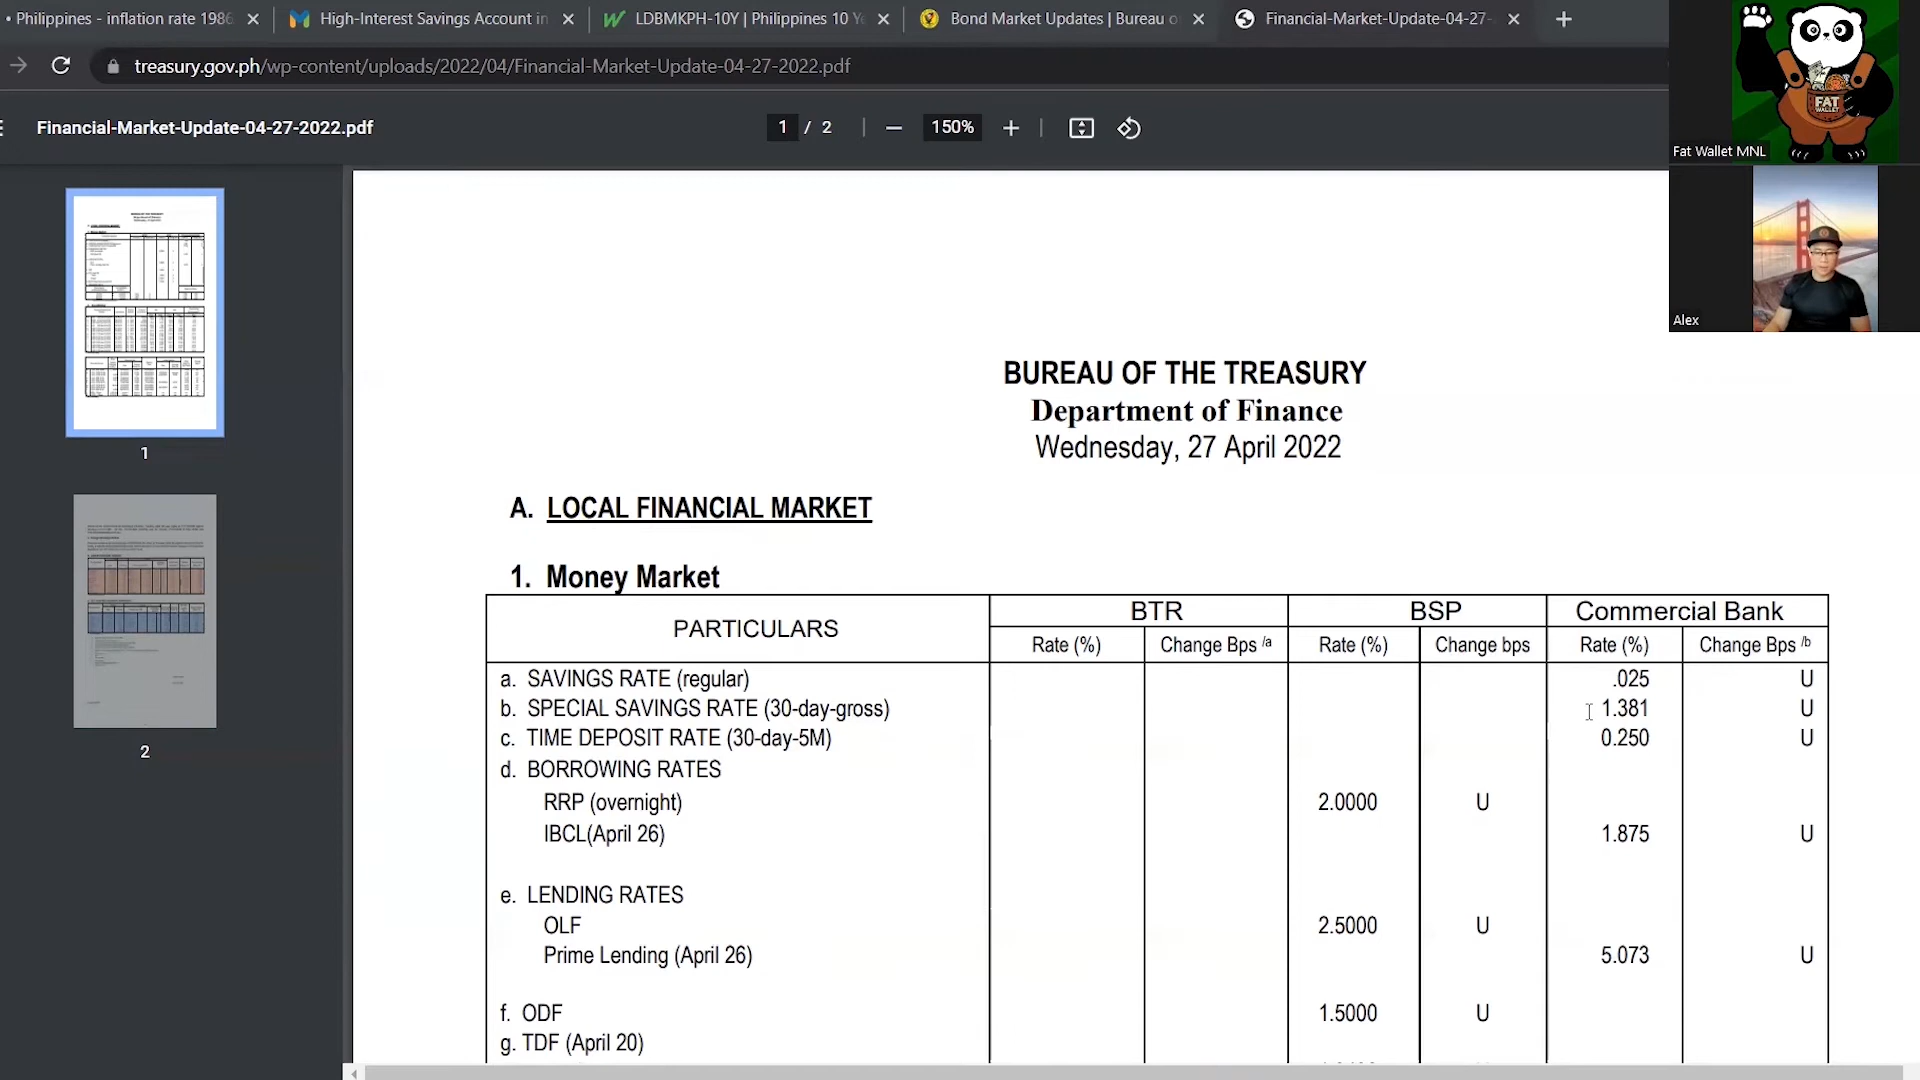 Philippines - inflation rate 1986
High-Interest Savings Account in
LDBMKPH-10Y | Philippines 10 Ye
Bond Market Updates | Bureau o
Financial-Market-Update-04-27-
treasury.gov.ph/wp-content/uploads/2022/04/Financial-Market-Update-04-27-2022.pdf
Financial-Market-Update-04-27-2022.pdf
1 / 2
150%
FAT
WALLET
Fat Wallet MNL
Alex
1
2
BUREAU OF THE TREASURY
Department of Finance
Wednesday, 27 April 2022
A. LOCAL FINANCIAL MARKET
1. Money Market
PARTICULARS BTR BSP Commercial Bank
Rate (%) Change Bps /a Rate (%) Change bps Rate (%) Change Bps /b
a. SAVINGS RATE (regular) .025 U
b. SPECIAL SAVINGS RATE (30-day-gross) 1.381 U
c. TIME DEPOSIT RATE (30-day-5M) 0.250 U
d. BORROWING RATES
RRP (overnight) 2.0000 U
IBCL(April 26) 1.875 U
e. LENDING RATES
OLF 2.5000 U
Prime Lending (April 26) 5.073 U
f. ODF 1.5000 U
g. TDF (April 20)